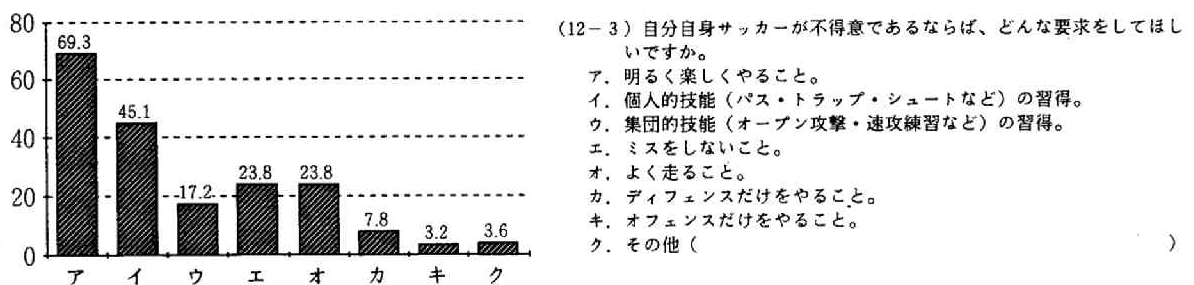 80
60
40
20
0
69.3
45.1
17.2
23.8
23.8
7.8
3.2
3.6
ア
イ
ウ
エ
オ
カ
キ
ク
(12-3) 自分自身サッカーが不得意であるならば、どんな要求をしてほし
いですか。
ア. 明るく楽しくやること。
イ. 個人的技能(パス・トラップ・シュートなど)の習得。
ウ. 集団的技能(オープン攻撃・速攻練習など)の習得。
エ. ミスをしないこと。
オ. よく走ること。
カ. ディフェンスだけをやること。
キ. オフェンスだけをやること。
ク. その他( )